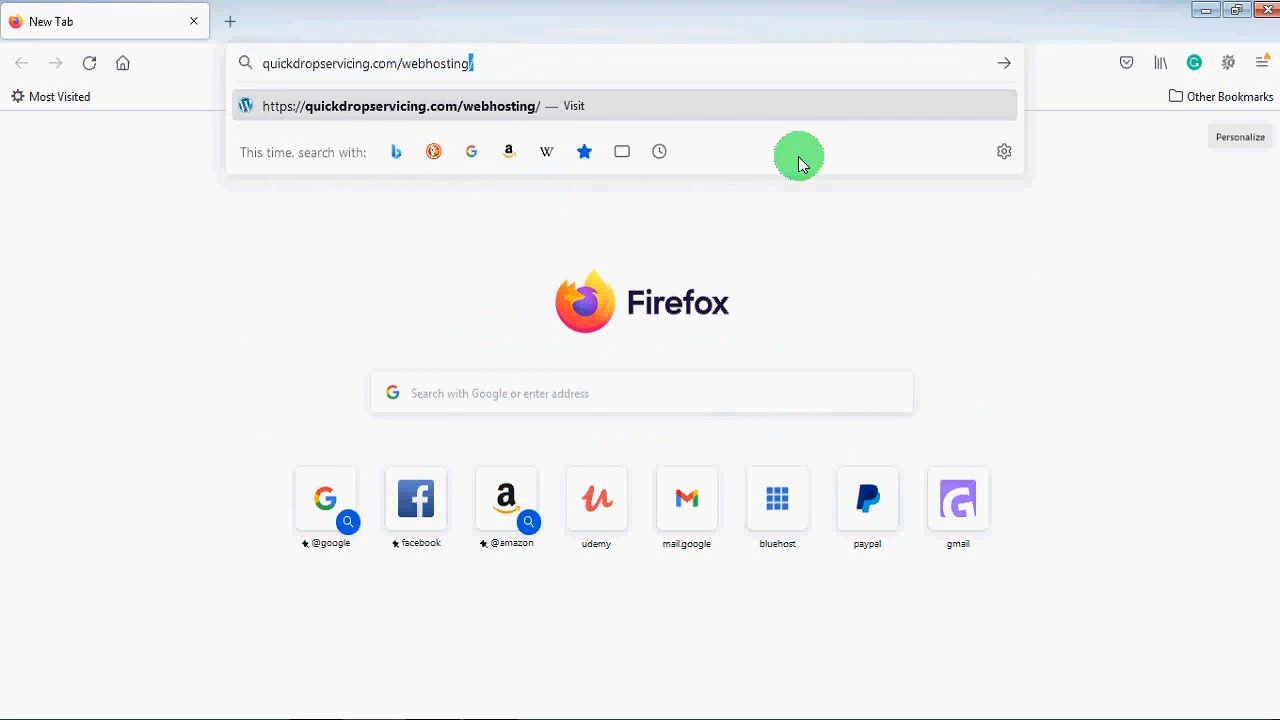 New Tab
quickdropservicing.com/webhosting/
Most Visited
Other Bookmarks
https://quickdropservicing.com/webhosting/ — Visit
This time, search with:
Personalize
Firefox
Search with Google or enter address
@google
facebook
@amazon
udemy
mail.google
bluehost
paypal
gmail